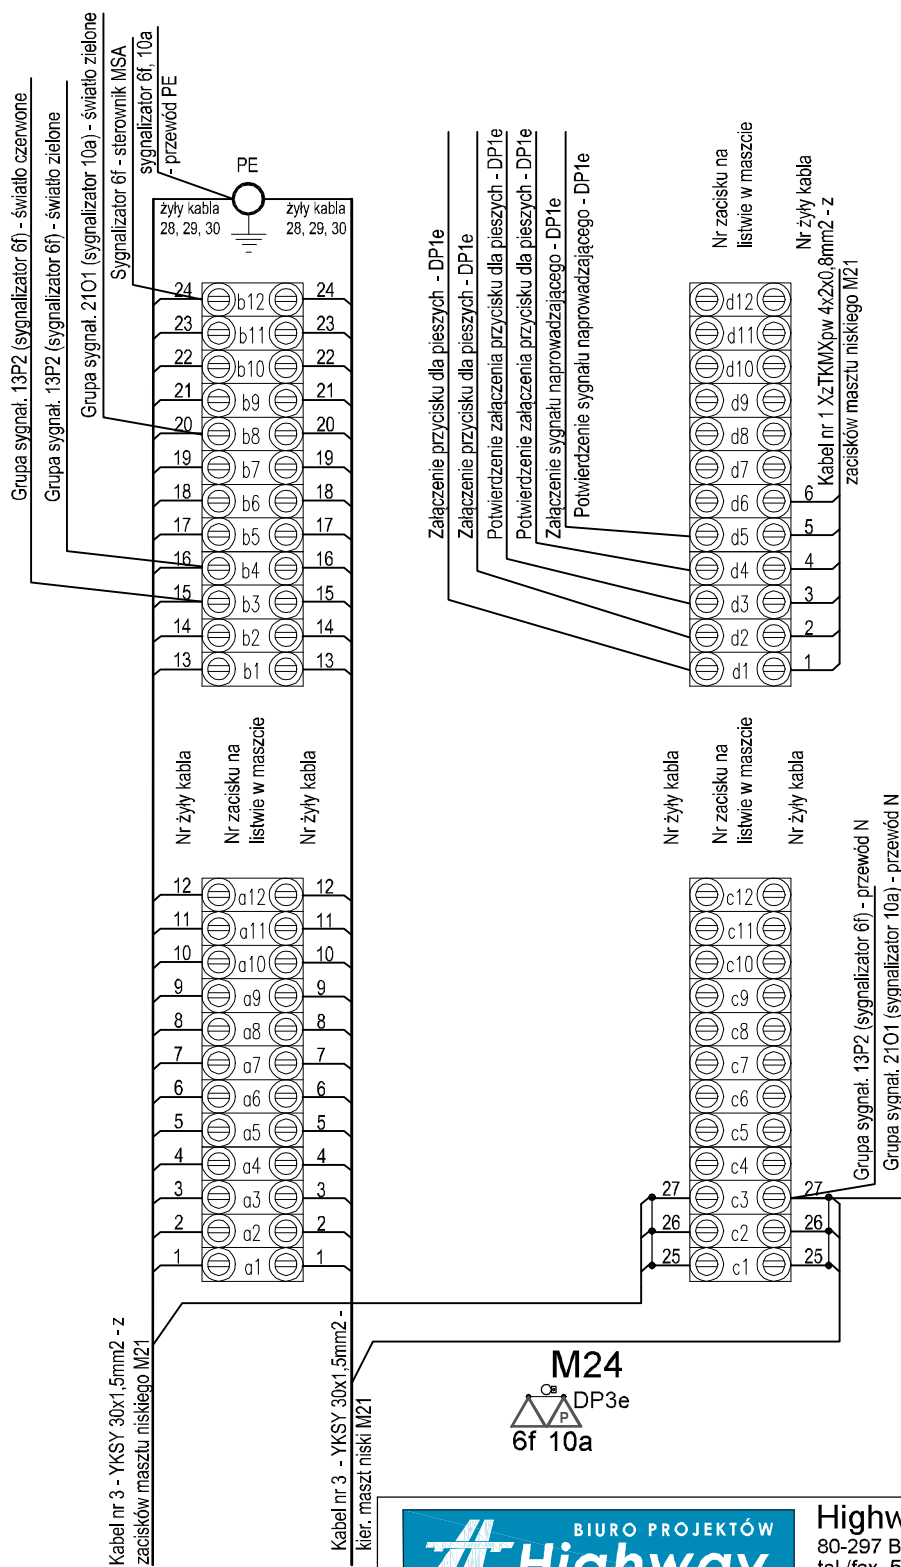 Grupa sygnał. 13P2 (sygnalizator 6f) - światło czerwone
Grupa sygnał. 13P2 (sygnalizator 6f) - światło zielone
Grupa sygnał. 21O1 (sygnalizator 10a) - światło zielone
Sygnalizator 6f - sterownik MSA
sygnalizator 6f, 10a
- przewód PE
PE
żyły kabla
28, 29, 30
żyły kabla
28, 29, 30
24 b12 24
23 b11 23
22 b10 22
21 b9 21
20 b8 20
19 b7 19
18 b6 18
17 b5 17
16 b4 16
15 b3 15
14 b2 14
13 b1 13
Nr żyły kabla
Nr zacisku na
listwie w maszcie
Nr żyły kabla
12 a12 12
11 a11 11
10 a10 10
9 a9 9
8 a8 8
7 a7 7
6 a6 6
5 a5 5
4 a4 4
3 a3 3
2 a2 2
1 a1 1
Kabel nr 3 - YKSY 30x1,5mm2 - z
zacisków masztu niskiego M21
Kabel nr 3 - YKSY 30x1,5mm2 -
kier. maszt niski M21
Załączenie przycisku dla pieszych - DP1e
Załączenie przycisku dla pieszych - DP1e
Potwierdzenie załączenia przycisku dla pieszych - DP1e
Potwierdzenie załączenia przycisku dla pieszych - DP1e
Załączenie sygnału naprowadzającego - DP1e
Potwierdzenie sygnału naprowadzającego - DP1e
Nr zacisku na
listwie w maszcie
Nr żyły kabla
Kabel nr 1 XzTKMXpw 4x2x0,8mm2 - z
zacisków masztu niskiego M21
d12
d11
d10
d9
d8
d7
d6 6
d5 5
d4 4
d3 3
d2 2
d1 1
Nr żyły kabla
Nr zacisku na
listwie w maszcie
Nr żyły kabla
c12
c11
c10
c9
c8
c7
c6
c5
c4
27 c3 27
26 c2 26
25 c1 25
Grupa sygnał. 13P2 (sygnalizator 6f) - przewód N
Grupa sygnał. 21O1 (sygnalizator 10a) - przewód N
M24
DP3e
P
6f 10a
BIURO PROJEKTÓW
Highway
Highw
80-297 B